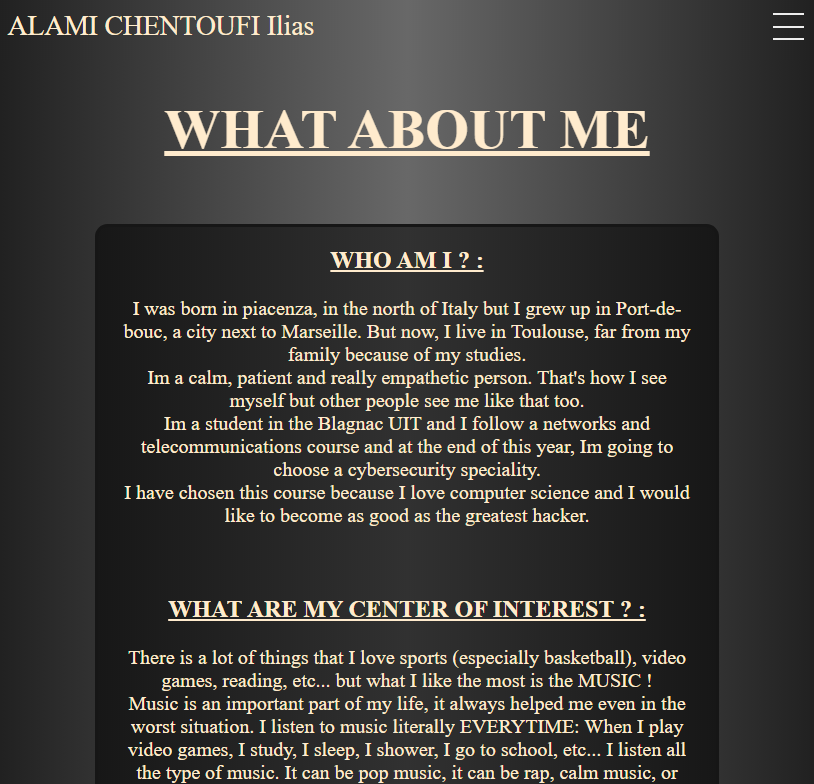 ALAMI CHENTOUFI Ilias
WHAT ABOUT ME
WHO AM I ? :
I was born in piacenza, in the north of Italy but I grew up in Port-de-
bouc, a city next to Marseille. But now, I live in Toulouse, far from my
family because of my studies.
Im a calm, patient and really empathetic person. That's how I see
myself but other people see me like that too.
Im a student in the Blagnac UIT and I follow a networks and
telecommunications course and at the end of this year, Im going to
choose a cybersecurity speciality.
I have chosen this course because I love computer science and I would
like to become as good as the greatest hacker.
WHAT ARE MY CENTER OF INTEREST ? :
There is a lot of things that I love sports (especially basketball), video
games, reading, etc... but what I like the most is the MUSIC !
Music is an important part of my life, it always helped me even in the
worst situation. I listen to music literally EVERYTIME: When I play
video games, I study, I sleep, I shower, I go to school, etc... I listen all
the type of music. It can be pop music, it can be rap, calm music, or